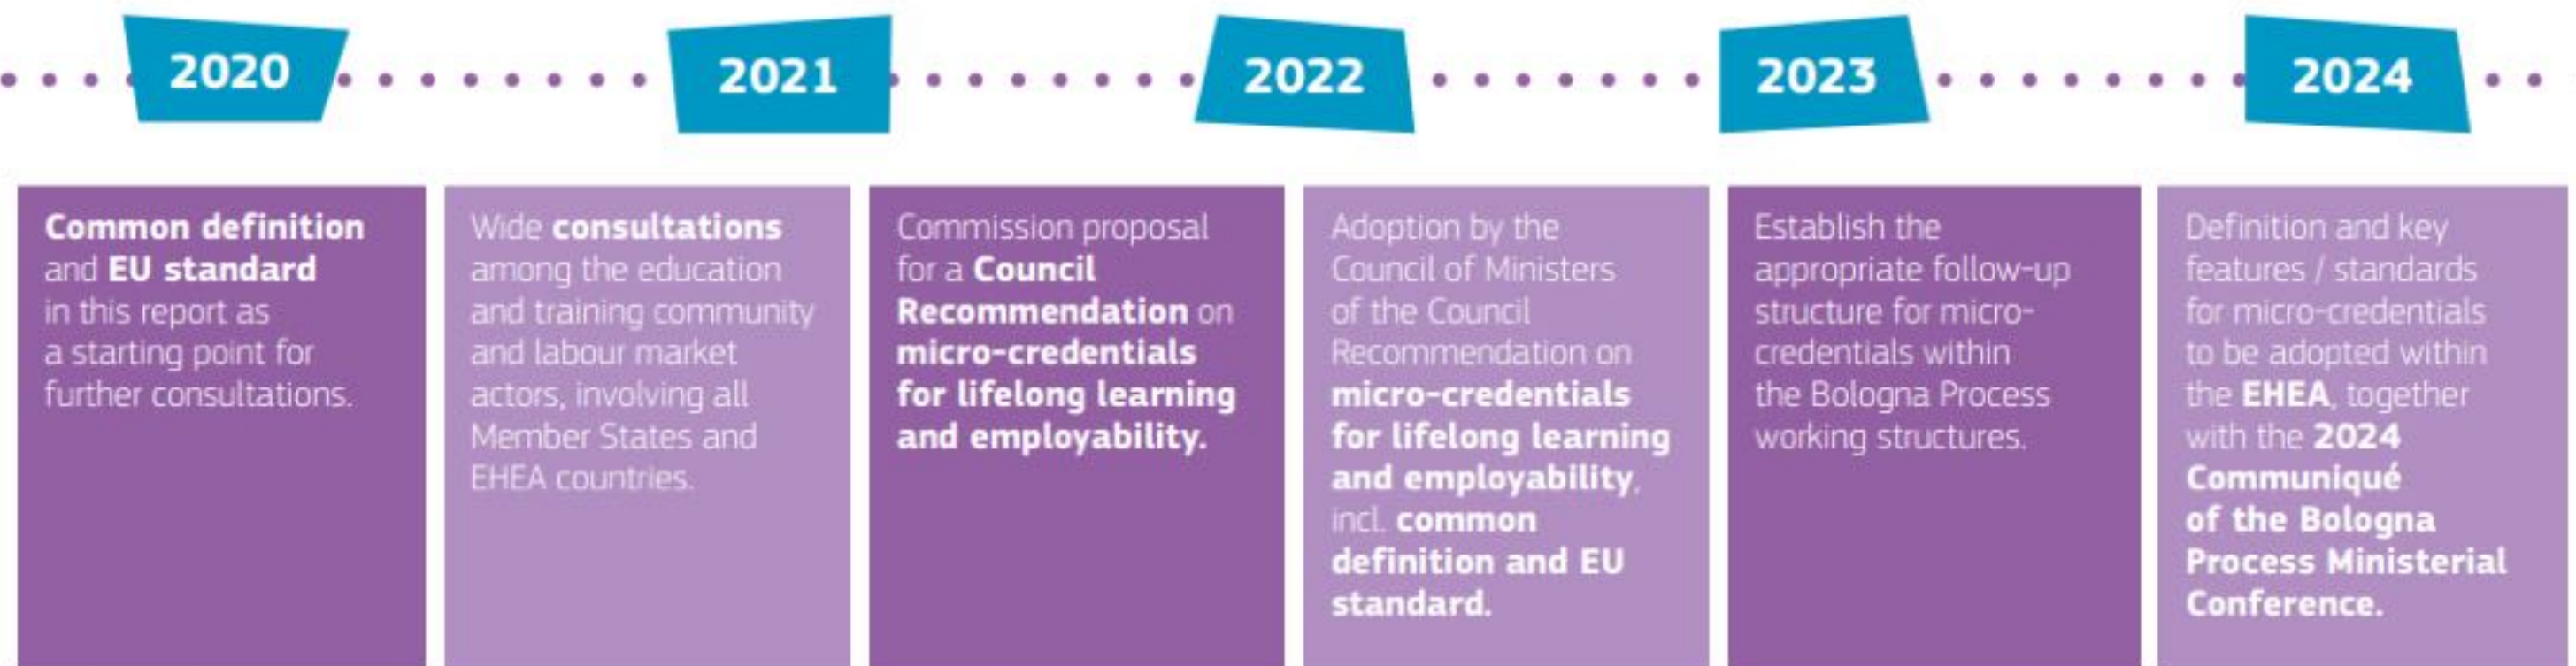 2020
2021
2022
2023
2024
Common definition
and EU standard
in this report as
a starting point for
further consultations.
Wide consultations
among the education
and training community
and labour market
actors, involving all
Member States and
EHEA countries.
Commission proposal
for a Council
Recommendation on
micro-credentials
for lifelong learning
and employability.
Adoption by the
Council of Ministers
of the Council
Recommendation on
micro-credentials
for lifelong learning
and employability,
incl. common
definition and EU
standard.
Establish the
appropriate follow-up
structure for micro-
credentials within
the Bologna Process
working structures.
Definition and key
features / standards
for micro-credentials
to be adopted within
the EHEA, together
with the 2024
Communiqué
of the Bologna
Process Ministerial
Conference.